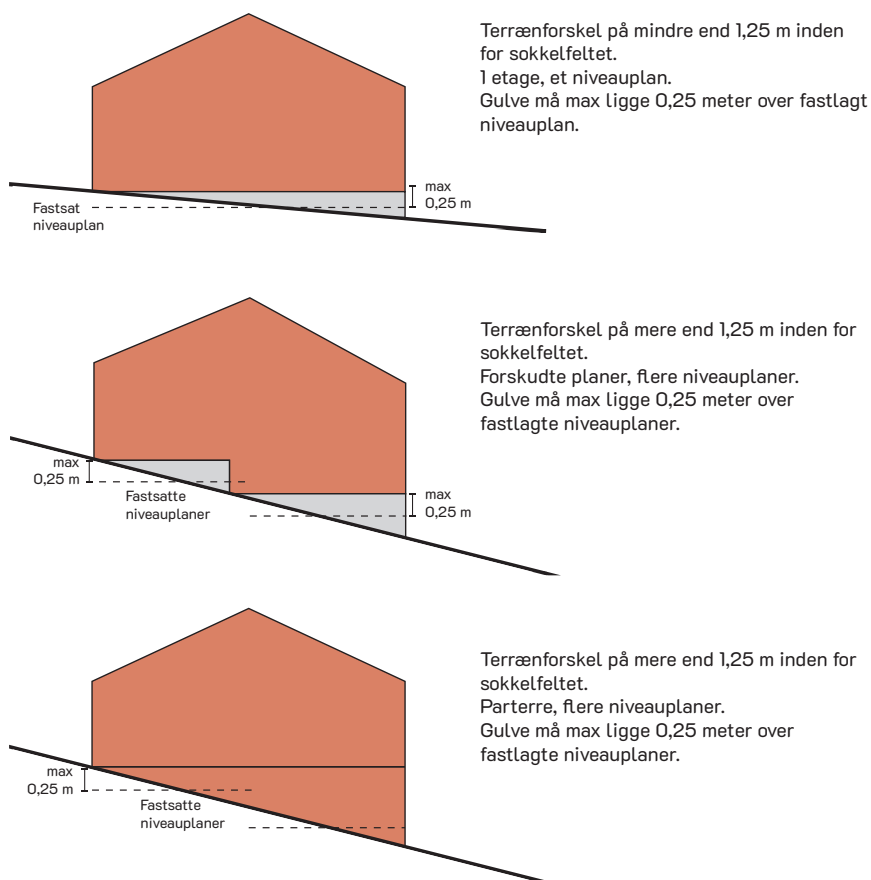 Terrænforskel på mindre end 1,25 m inden
for sokkelfeltet.
1 etage, et niveauplan.
Gulve må max ligge 0,25 meter over fastlagt
niveauplan.
max
0,25 m
Fastsat
niveauplan
Terrænforskel på mere end 1,25 m inden for
sokkelfeltet.
Forskudte planer, flere niveauplaner.
Gulve må max ligge 0,25 meter over
fastlagte niveauplaner.
max
0,25 m
Fastsatte
niveauplaner
max
0,25 m
Terrænforskel på mere end 1,25 m inden for
sokkelfeltet.
Parterre, flere niveauplaner.
Gulve må max ligge 0,25 meter over
fastlagte niveauplaner.
max
0,25 m
Fastsatte
niveauplaner